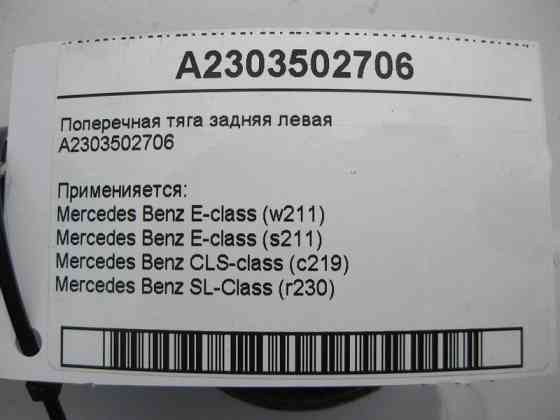 A2303502706
Поперечная тяга задняя левая
A2303502706
Применияется:
Mercedes Benz E-class (w211)
Mercedes Benz E-class (s211)
Mercedes Benz CLS-class (c219)
Mercedes Benz SL-Class (r230)